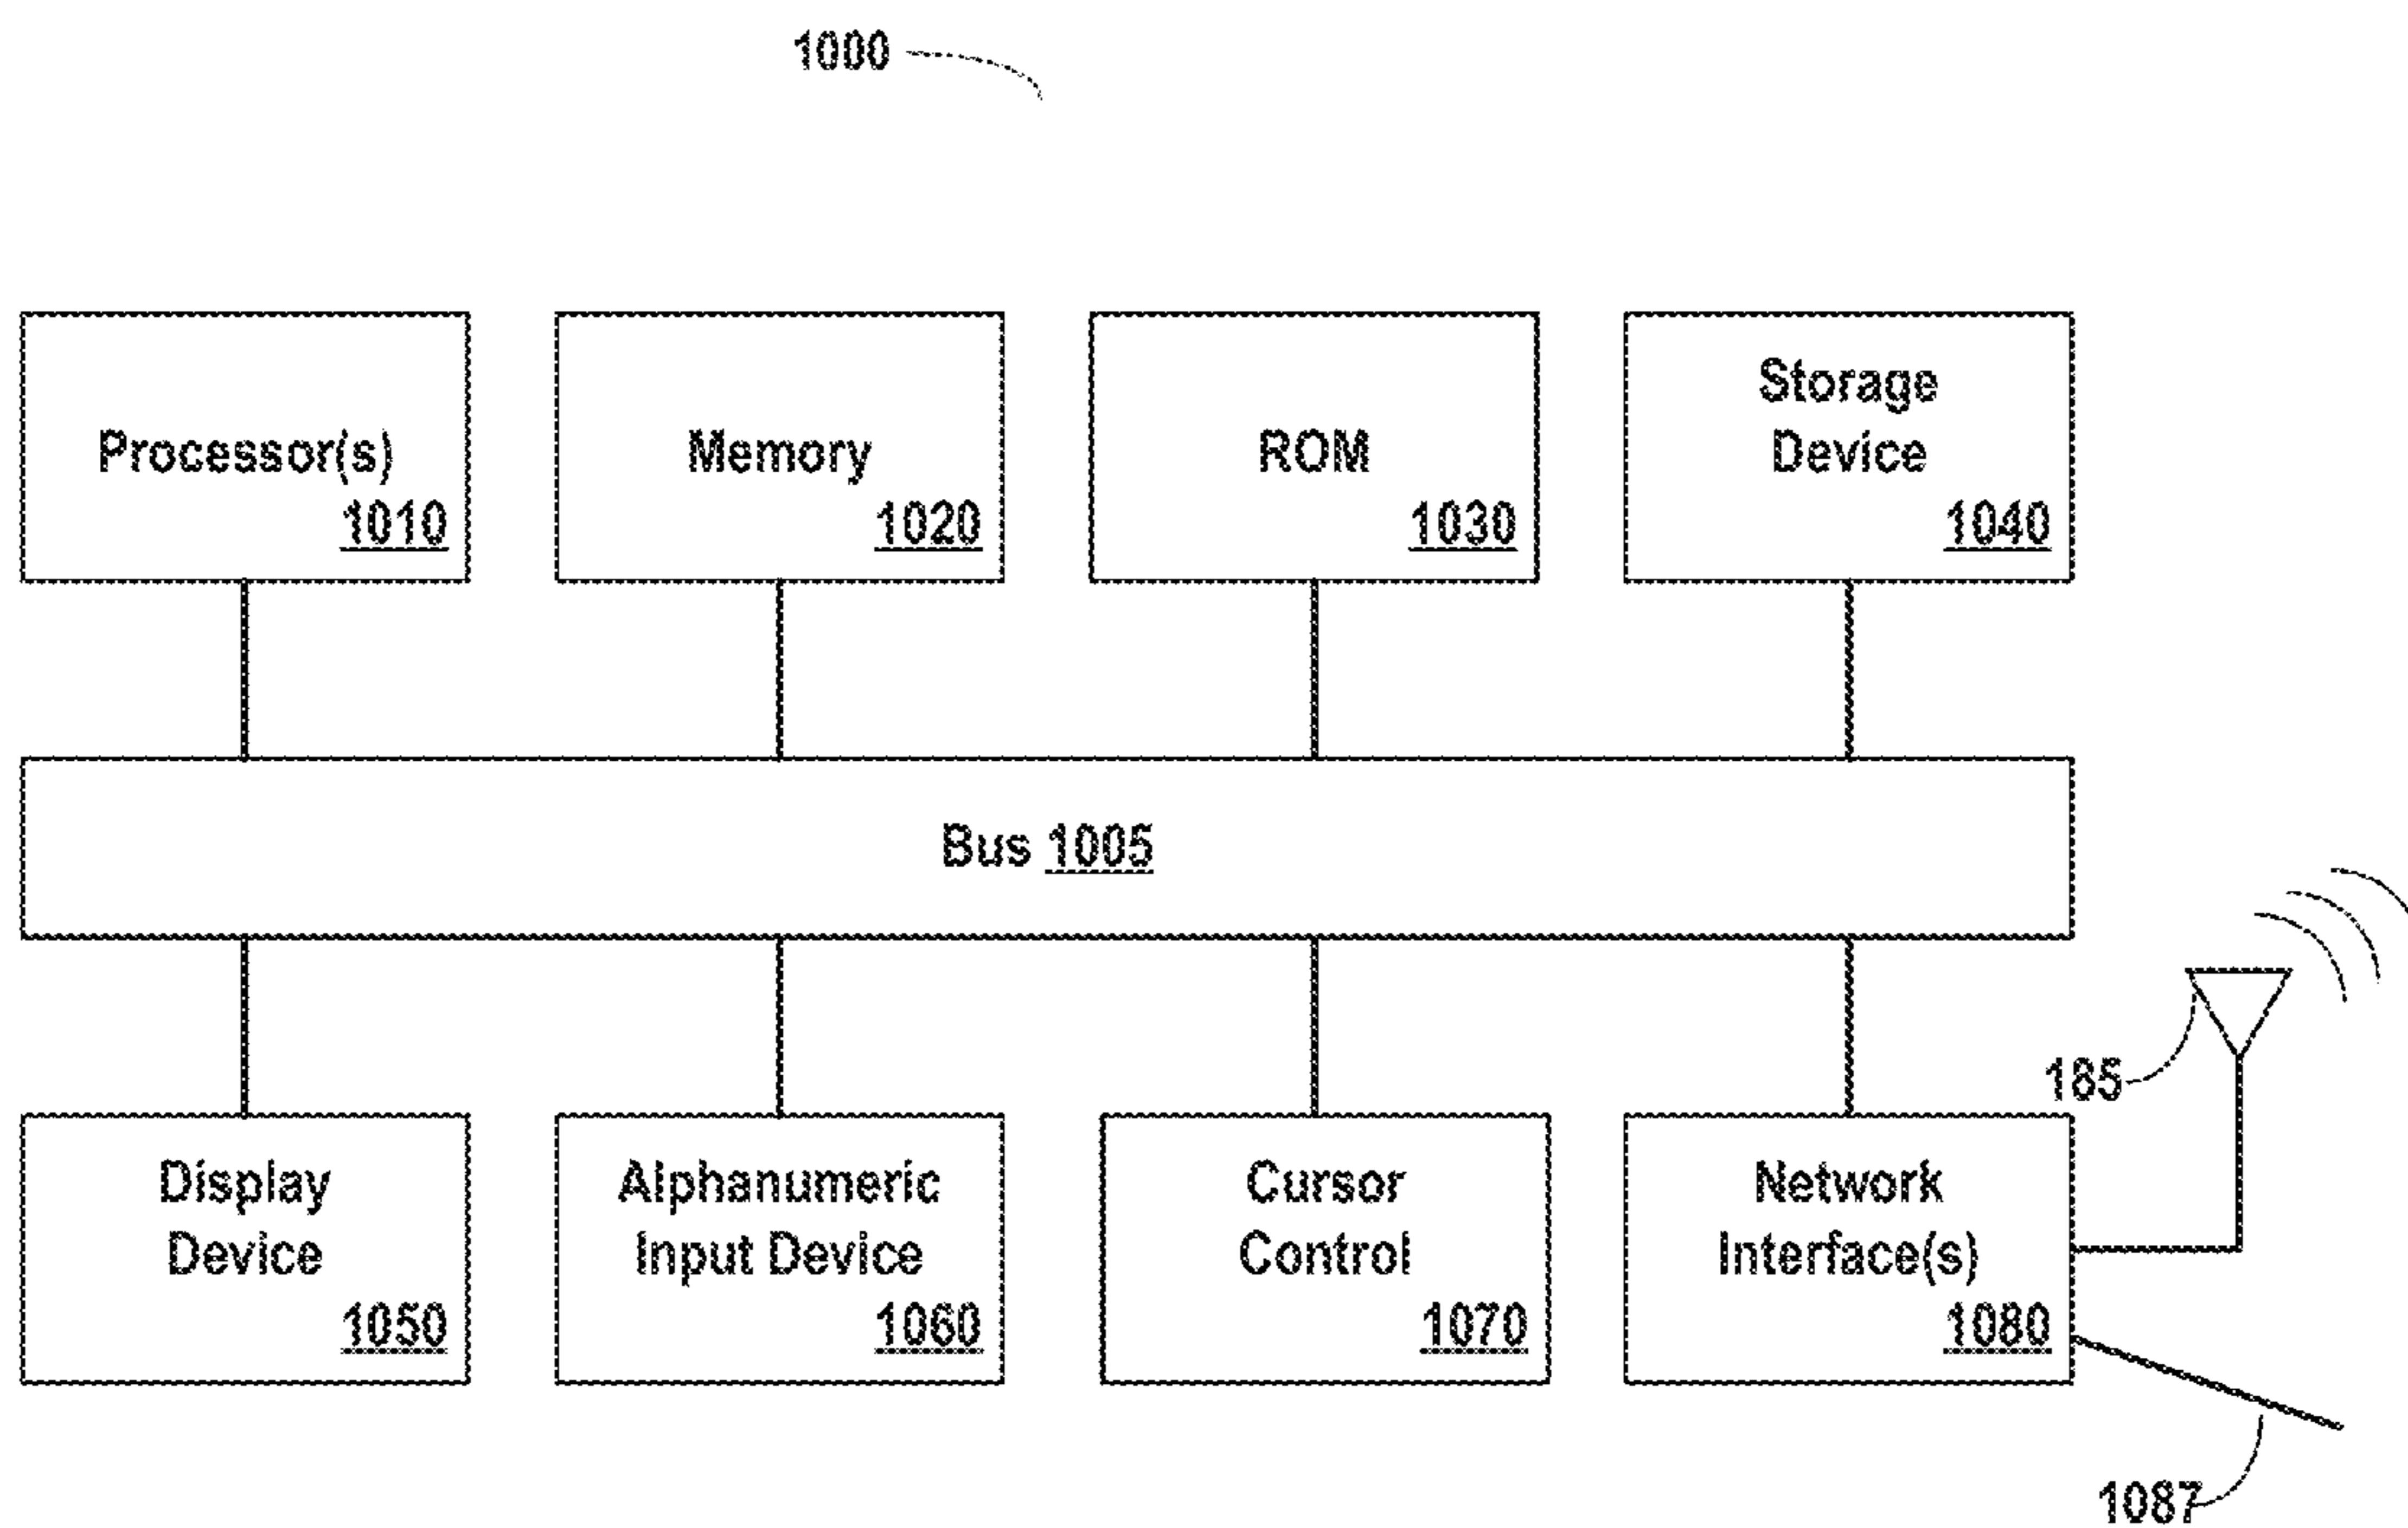 1000
Processor(s)
1010
Memory
1020
ROM
1030
Storage
Device
1040
Bus 1005
185
Display
Device
1050
Alphanumeric
Input Device
1060
Cursor
Control
1070
Network
Interface(s)
1080
1087